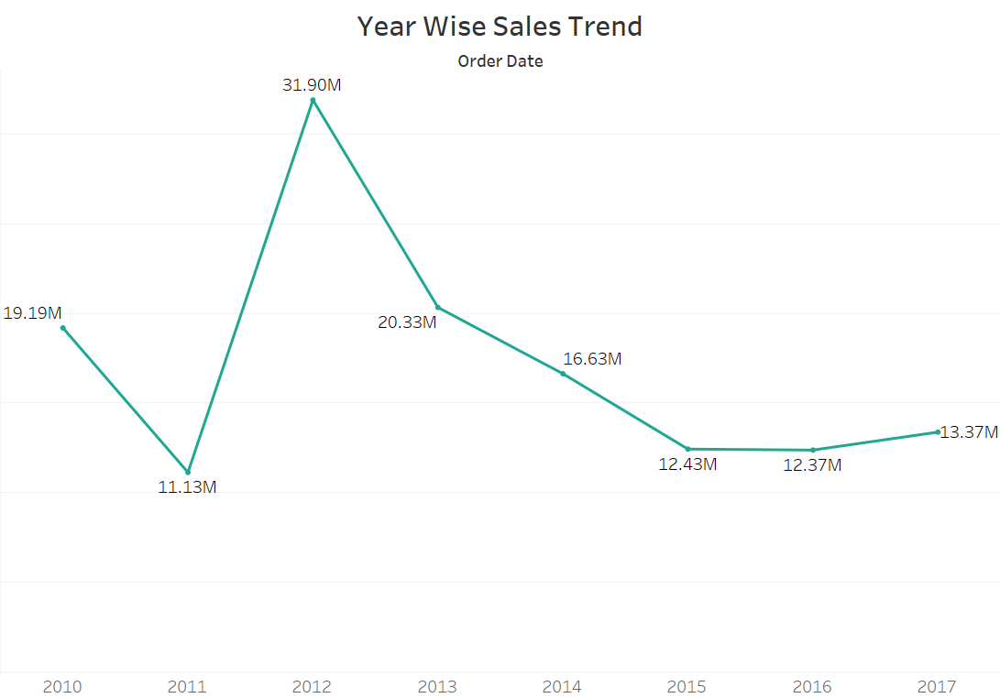 Year Wise Sales Trend
Order Date
31.90M
19.19M
20.33M
16.63M
13.37M
12.43M
12.37M
11.13M
2010 2011 2012 2013 2014 2015 2016 2017